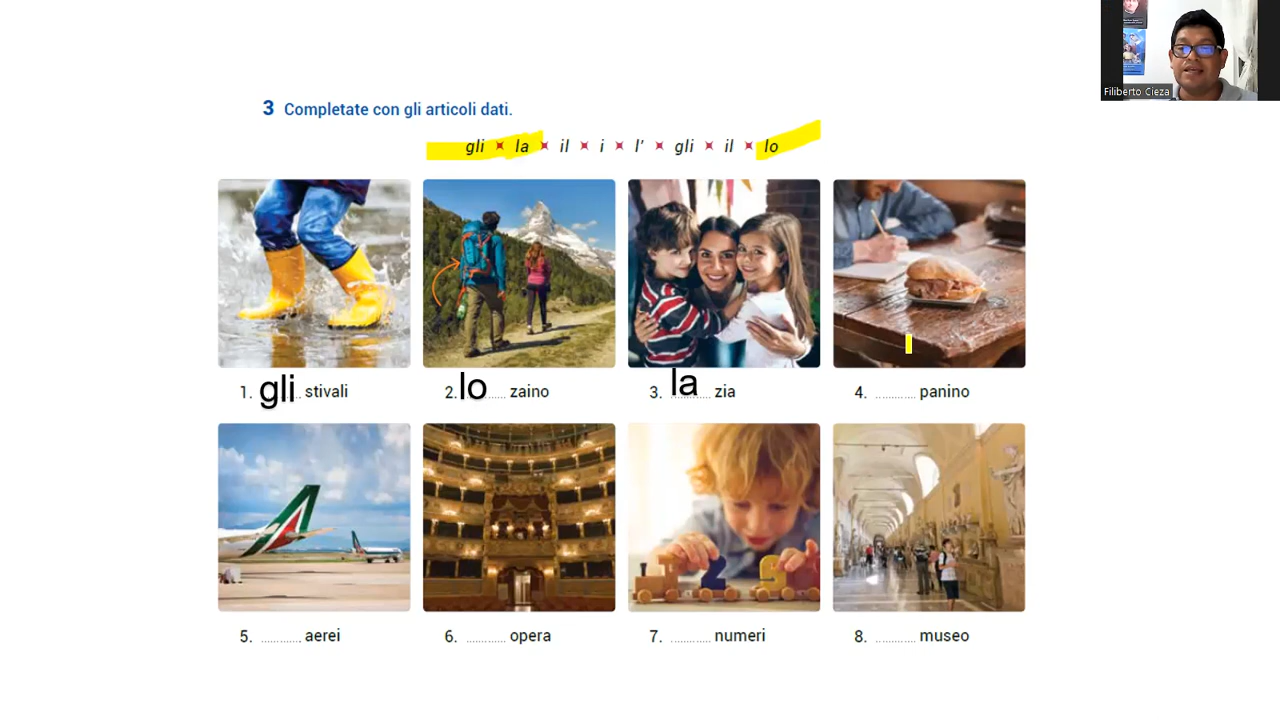 Filiberto Cieza
3 Completate con gli articoli dati.
gli la il i l' gli il lo
1. gli stivali
2. lo zaino
3. la zia
4. ............ panino
5. ............ aerei
6. ............ opera
7. ............ numeri
8. ............ museo